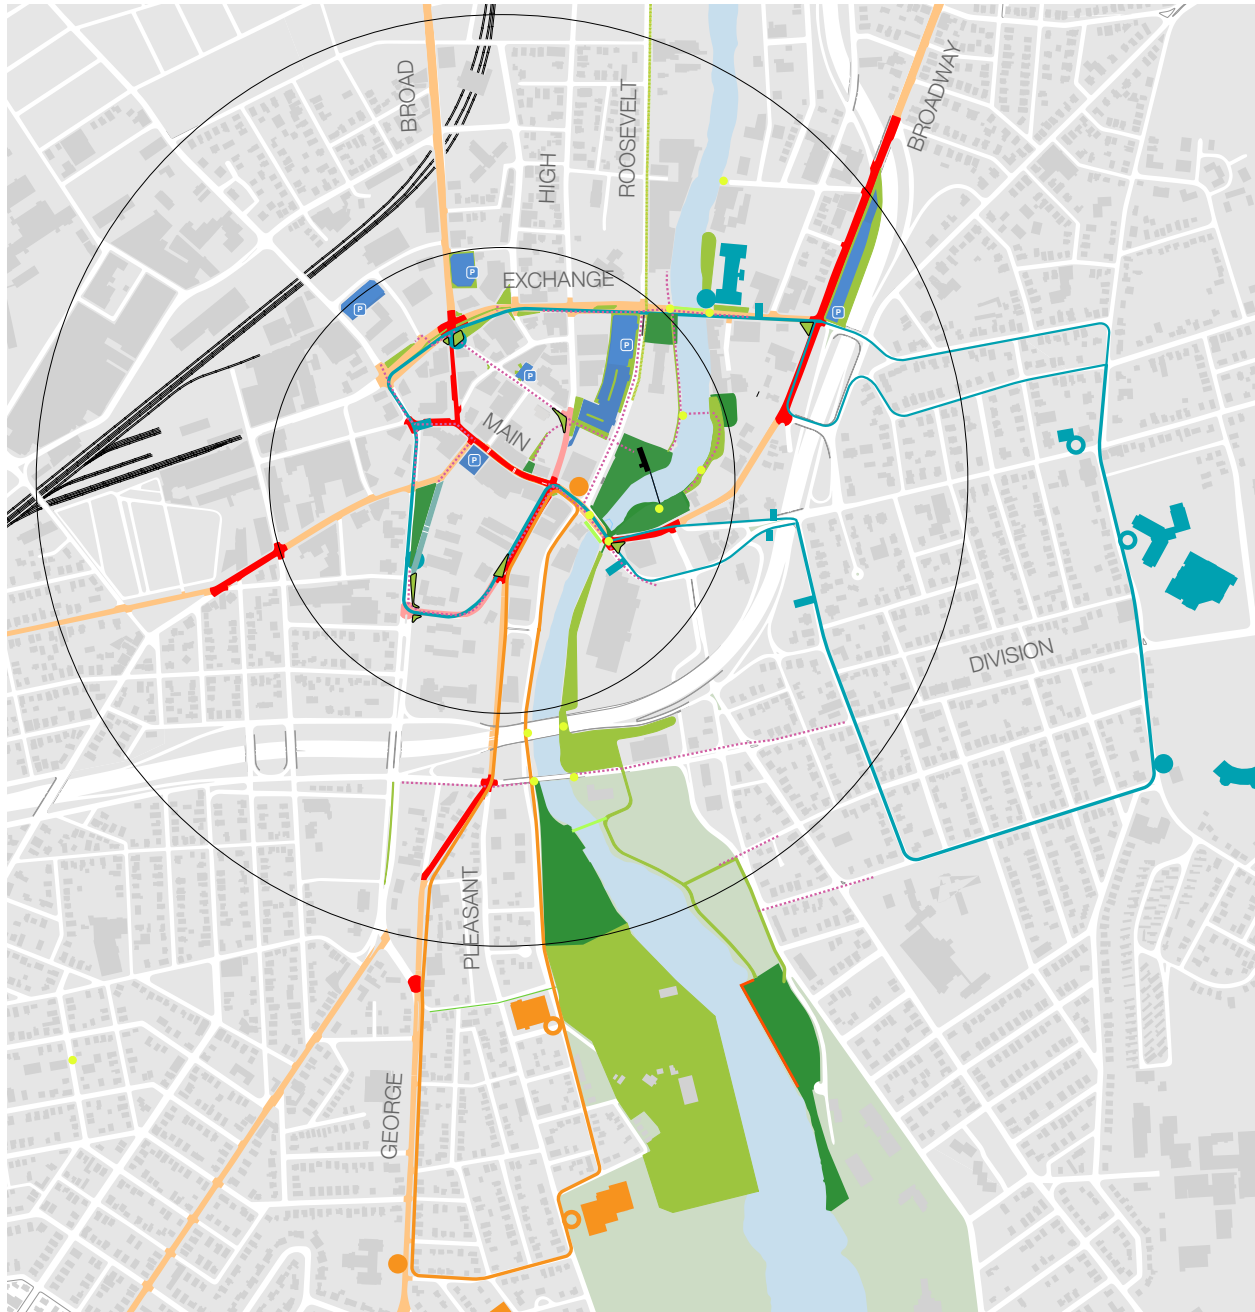 BROAD
HIGH
ROOSEVELT
BROADWAY
EXCHANGE
P
P
P
P
P
MAIN
P
DIVISION
PLEASANT
GEORGE